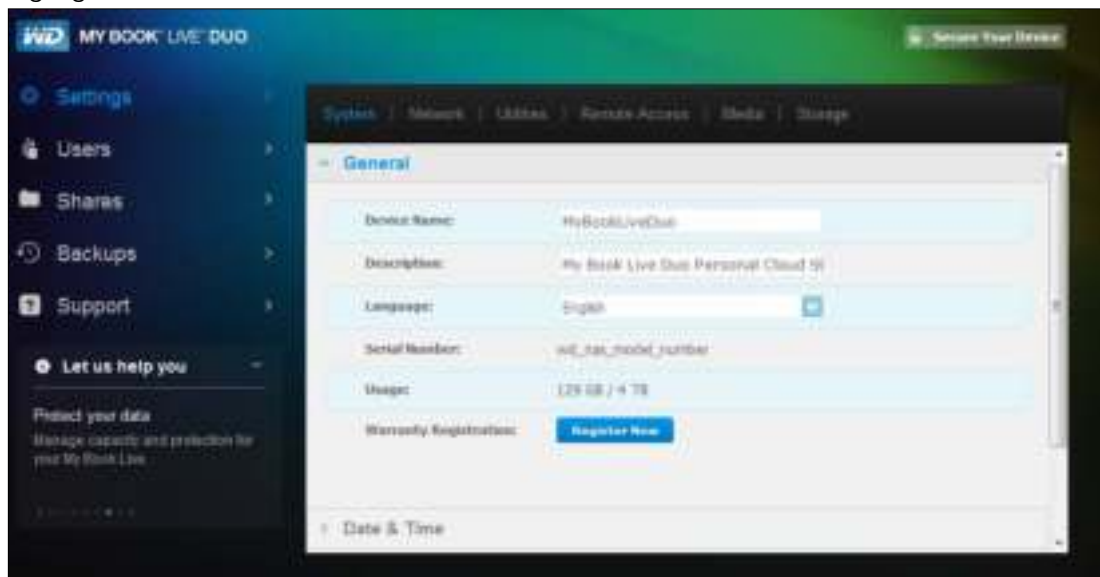 WD MY BOOK LIVE DUO
Secure Your Device
Settings
Users
Shares
Backups
Support
Let us help you
Protect your data
Manage capacity and protection for
your My Book Live
System | Network | Utilities | Remote Access | Media | Storage
General
Device Name: MyBookLiveDuo
Description: My Book Live Duo Personal Cloud St
Language: English
Serial Number: wd_nas_model_number
Usage: 129 GB / 4 TB
Warranty Registration: Register Now
Date & Time